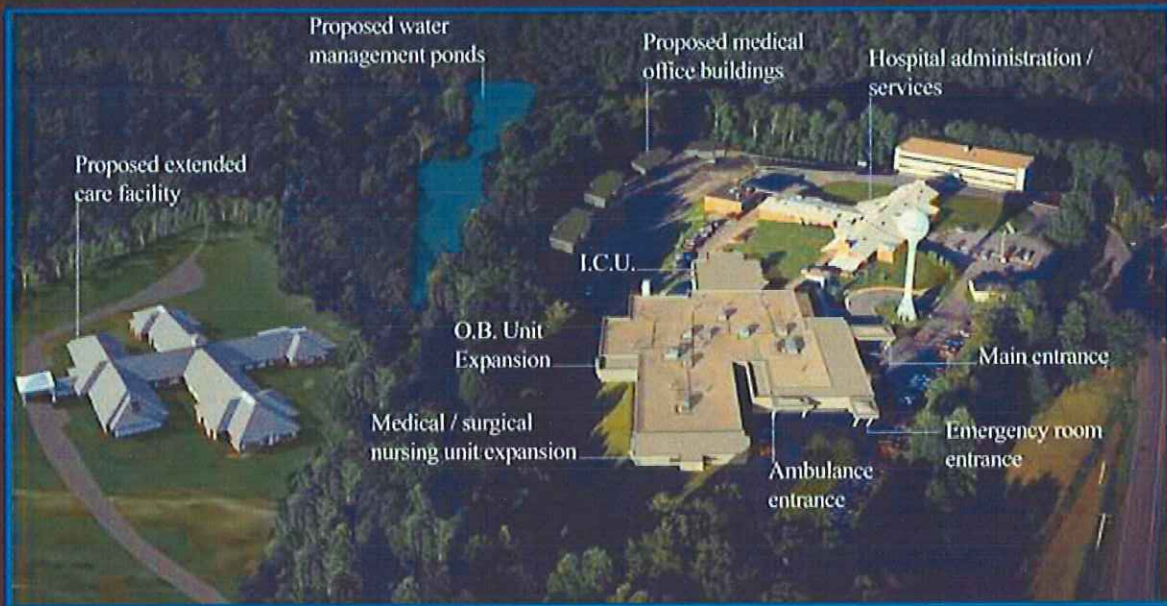 Proposed water
management ponds
Proposed medical
office buildings
Hospital administration /
services
Proposed extended
care facility
I.C.U.
O.B. Unit
Expansion
Main entrance
Medical / surgical
nursing unit expansion
Emergency room
entrance
Ambulance
entrance